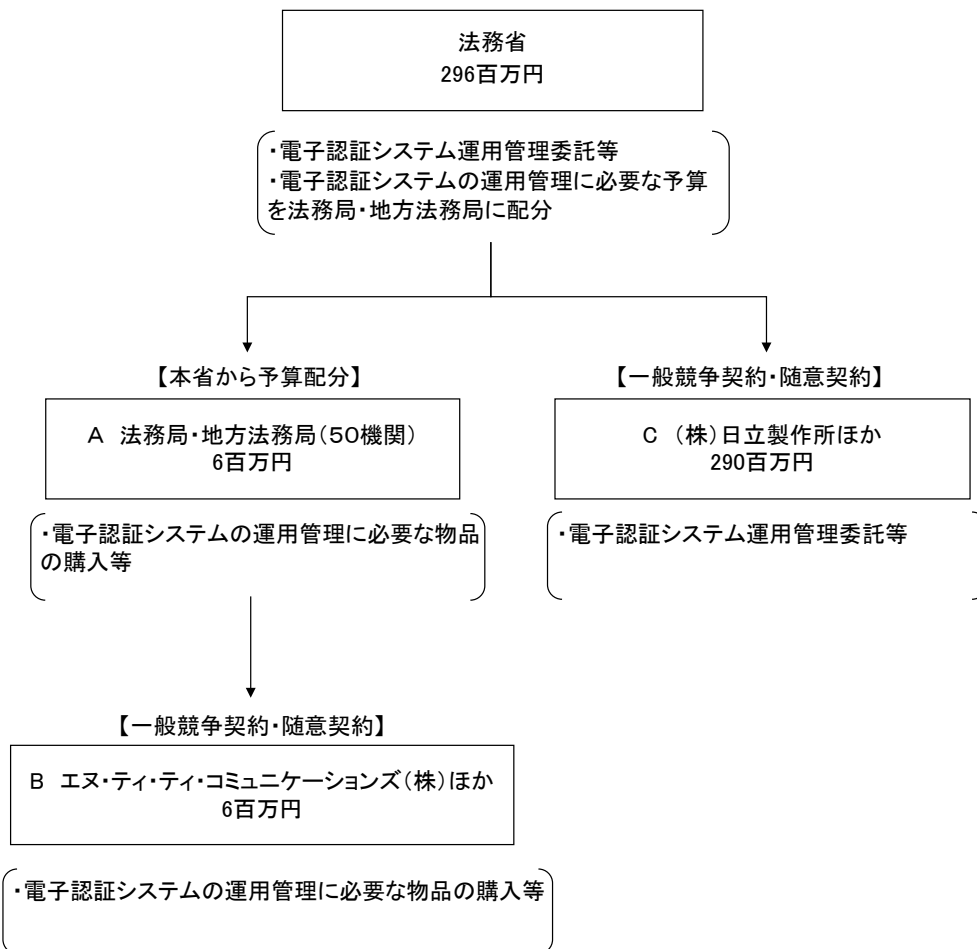 法務省
296百万円
・電子認証システム運用管理委託等
・電子認証システムの運用管理に必要な予算
を法務局・地方法務局に配分
【本省から予算配分】
A 法務局・地方法務局（50機関）
6百万円
・電子認証システムの運用管理に必要な物品
の購入等
【一般競争契約・随意契約】
C （株）日立製作所ほか
290百万円
・電子認証システム運用管理委託等
【一般競争契約・随意契約】
B エヌ・ティ・ティ・コミュニケーションズ（株）ほか
6百万円
・電子認証システムの運用管理に必要な物品の購入等